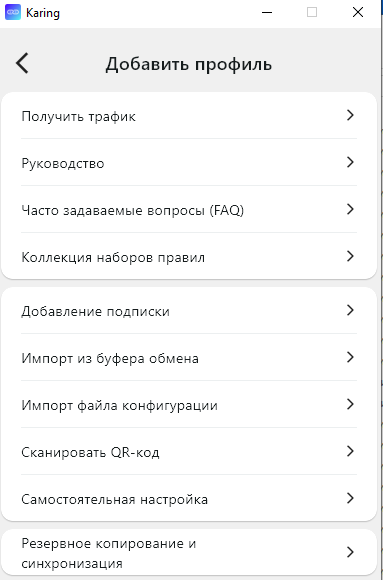 Karing
Добавить профиль
Получить трафик
Руководство
Часто задаваемые вопросы (FAQ)
Коллекция наборов правил
Добавление подписки
Импорт из буфера обмена
Импорт файла конфигурации
Сканировать QR-код
Самостоятельная настройка
Резервное копирование и
синхронизация